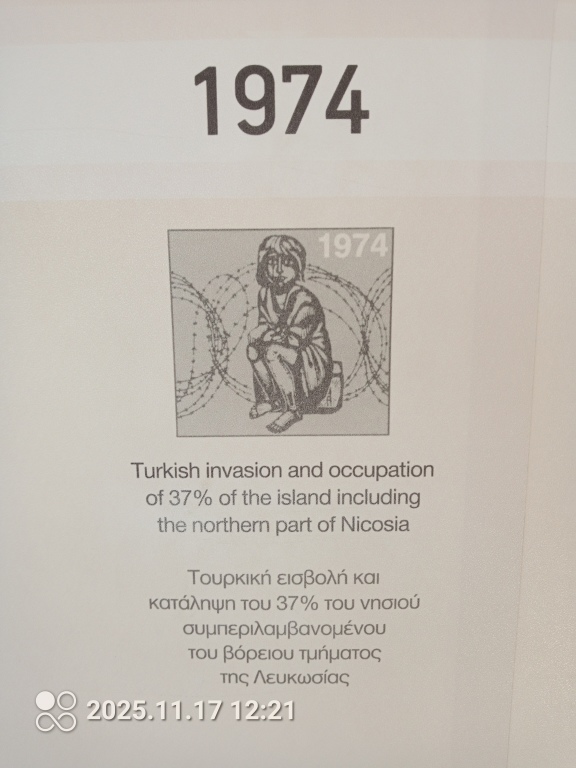 1974
1974
Turkish invasion and occupation
of 37% of the island including
the northern part of Nicosia
Τουρκική εισβολή και
κατάληψη του 37% του νησιού
συμπεριλαμβανομένου
του βόρειου τμήματος
της Λευκωσίας
2025.11.17 12:21